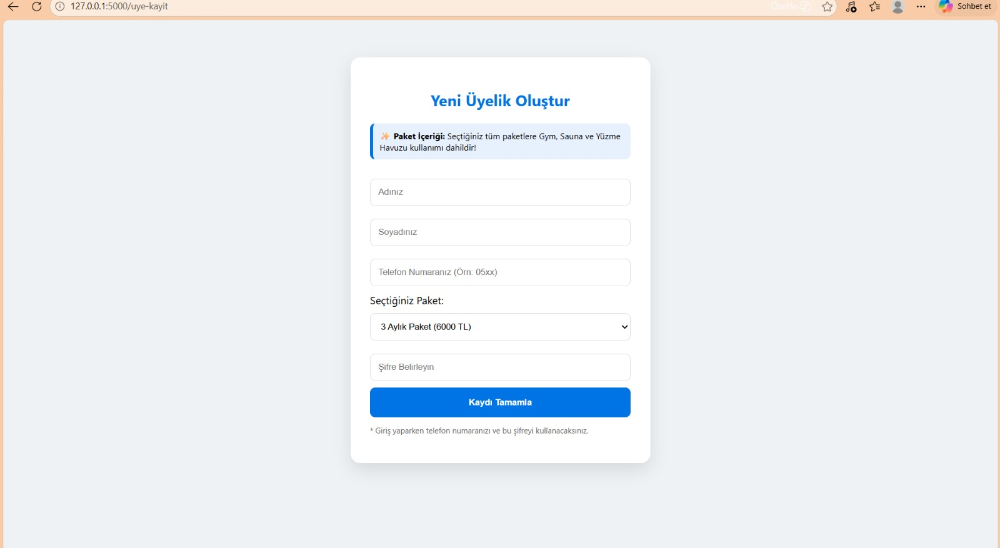 127.0.0.1:5000/uye-kayit
Özetle
Sohbet et
Yeni Üyelik Oluştur
✨ Paket İçeriği: Seçtiğiniz tüm paketlere Gym, Sauna ve Yüzme
Havuzu kullanımı dahildir!
Adınız
Soyadınız
Telefon Numaranız (Örn: 05xx)
Seçtiğiniz Paket:
3 Aylık Paket (6000 TL)
Şifre Belirleyin
Kaydı Tamamla
* Giriş yaparken telefon numaranızı ve bu şifreyi kullanacaksınız.